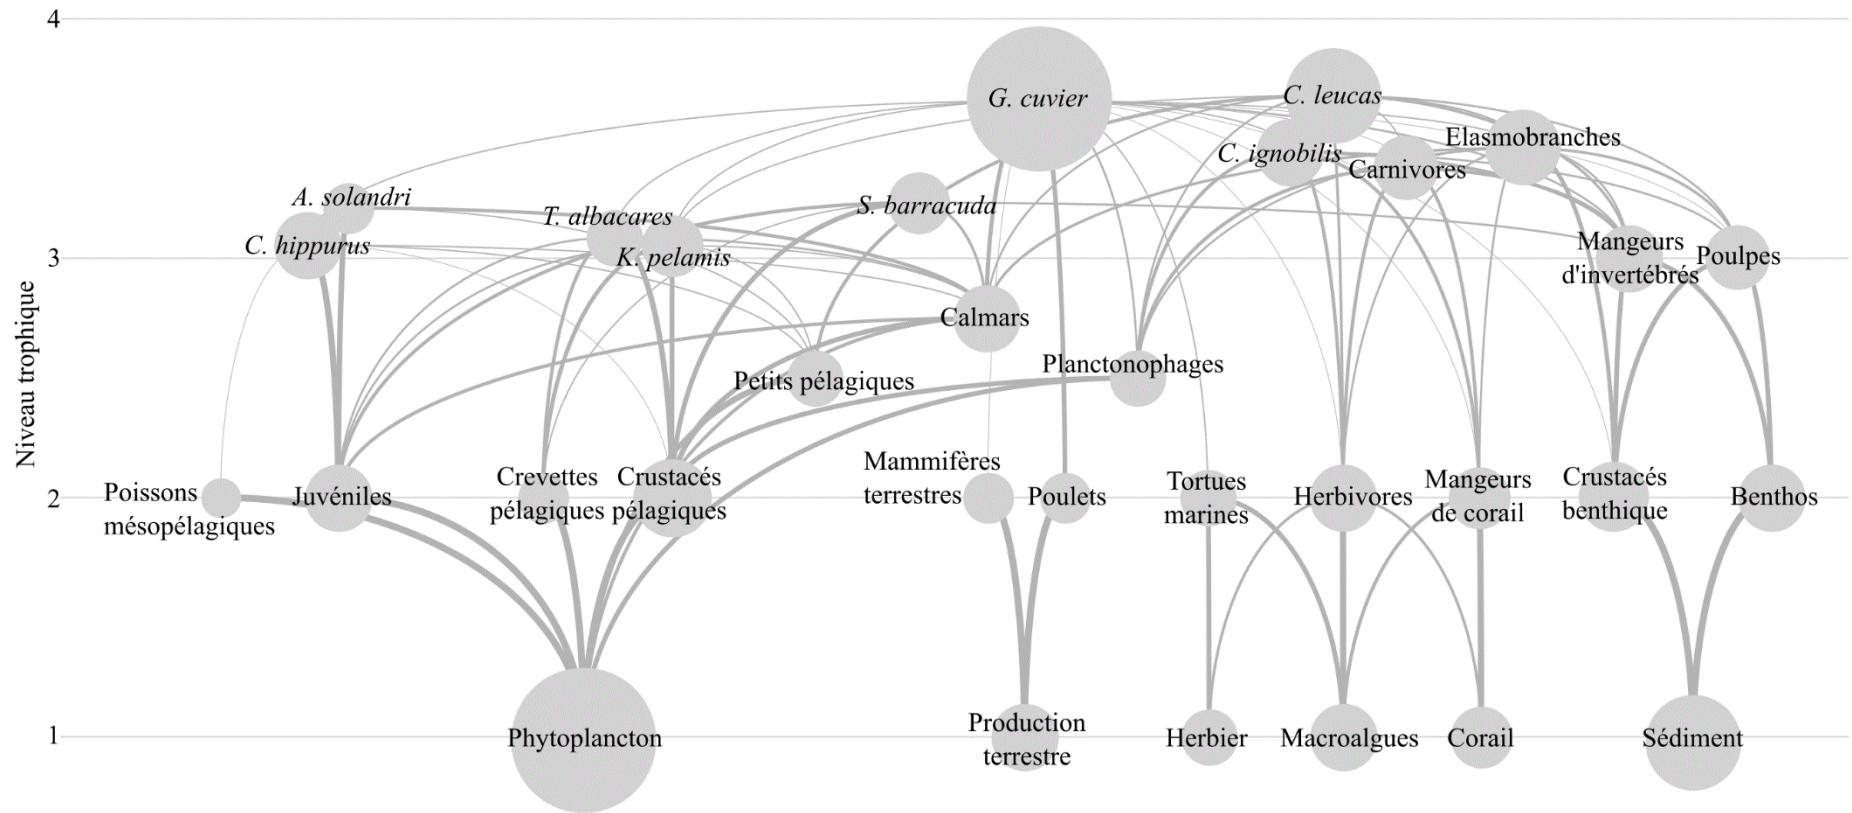 4
G. cuvier
C. leucas
Elasmobranches
C. ignobilis
Carnivores
A. solandri
S. barracuda
T. albacares
C. hippurus
K. pelamis
Mangeurs
d'invertébrés
Poulpes
3
Niveau trophique
Calmars
Planctonophages
Petits pélagiques
Poissons
mésopélagiques
Juvéniles
Crevettes
pélagiques
Crustacés
pélagiques
Mammifères
terrestres
Poulets
Tortues
marines
Herbivores
Mangeurs
de corail
Crustacés
benthique
Benthos
2
1
Phytoplancton
Production
terrestre
Herbier
Macroalgues
Corail
Sédiment